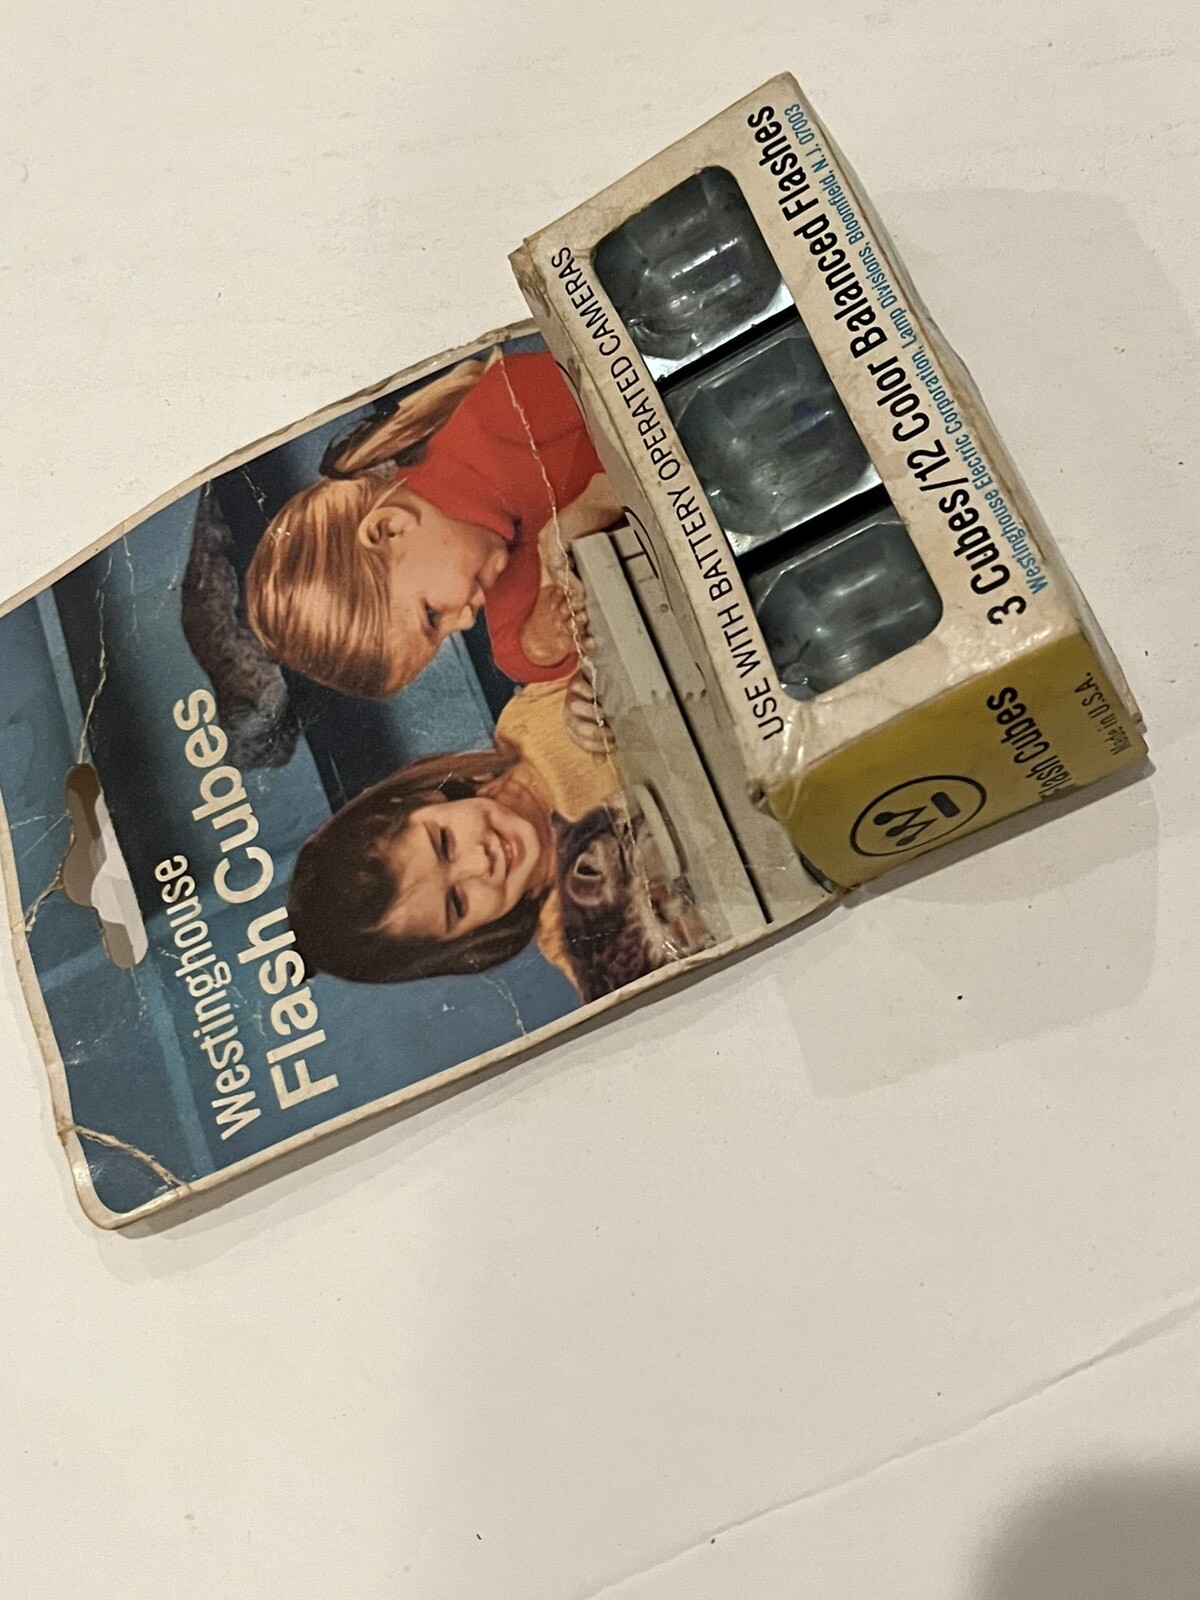 Westinghouse
Flash Cubes
USE WITH BATTERY OPERATED CAMERAS
3 Cubes/12 Color Balanced Flashes
Westinghouse Electric Corporation, Lamp Divisions, Bloomfield, N.J. 07003
W
Flash Cubes
Made in U.S.A.